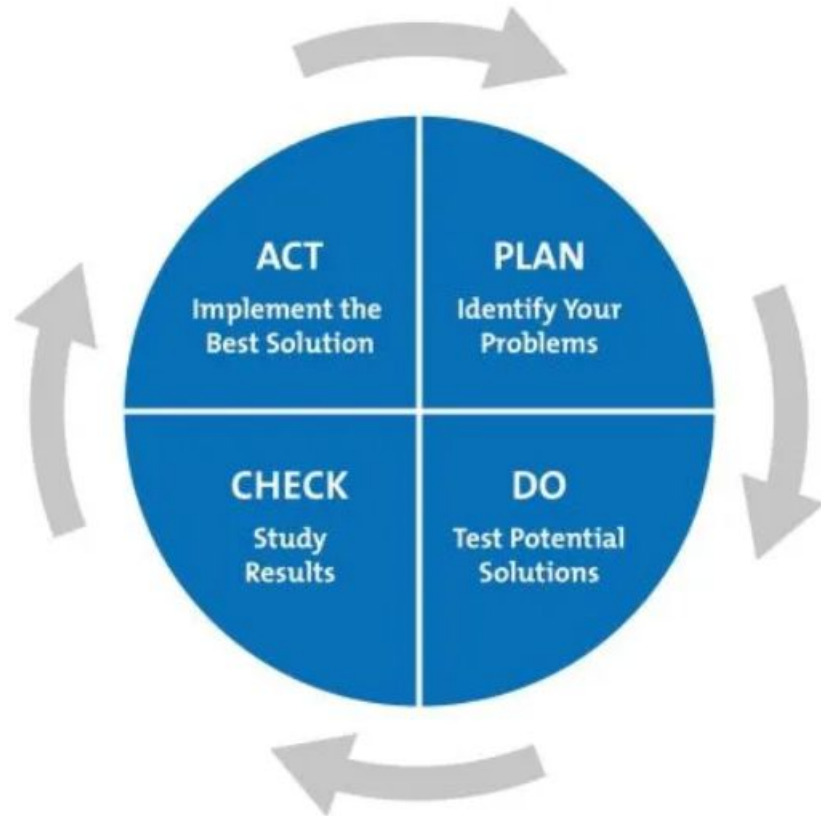 ACT
Implement the
Best Solution
PLAN
Identify Your
Problems
CHECK
Study
Results
DO
Test Potential
Solutions